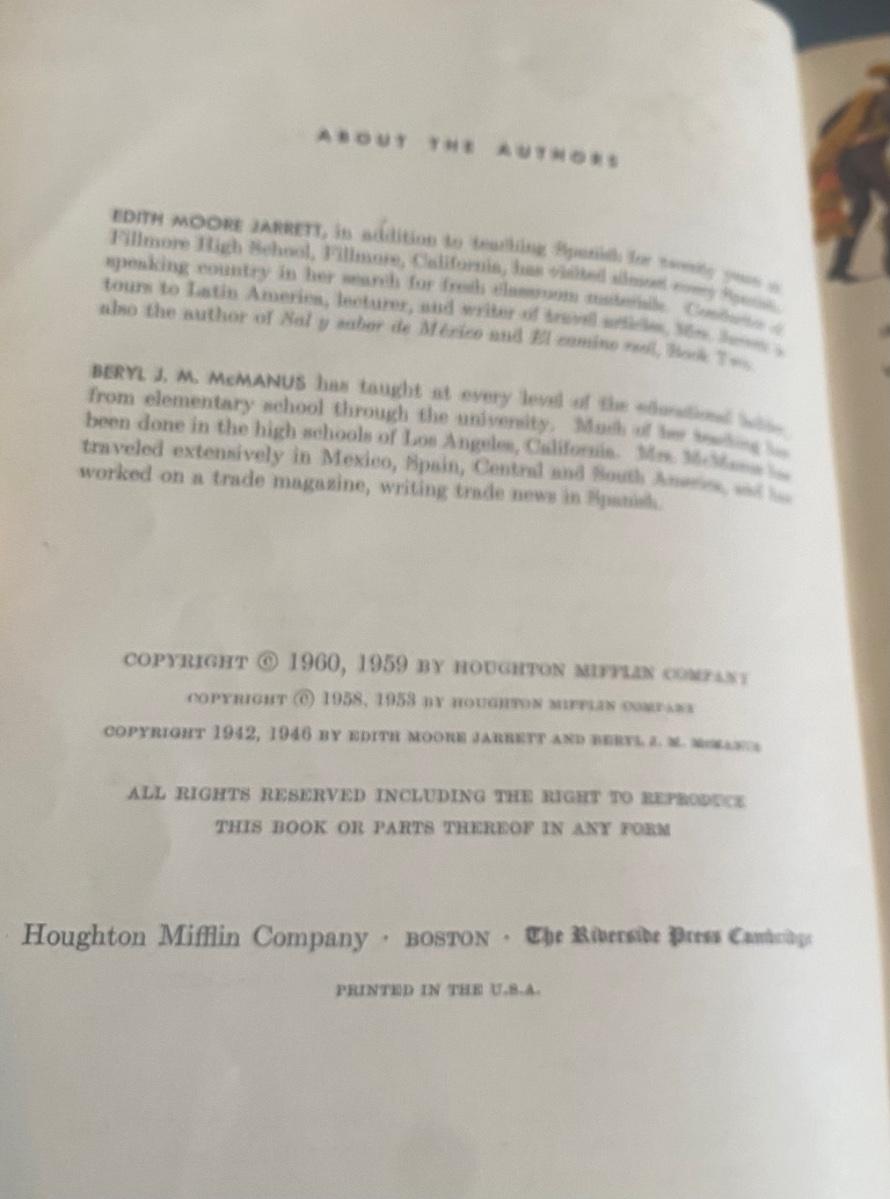 ABOUT THE AUTHORS
EDITH MOORE JARRETT, in addition to teaching Spanish for twenty years at
Fillmore High School, Fillmore, California, has visited almost every Spanish-
speaking country in her search for fresh classroom materials. Conductor of
tours to Latin America, lecturer, and writer of travel articles, Mrs. Jarrett is
also the author of Sal y sabor de México and El camino real, Book Two.
BERYL J. M. McMANUS has taught at every level of the educational ladder,
from elementary school through the university. Much of her teaching has
been done in the high schools of Los Angeles, California. Mrs. McManus has
traveled extensively in Mexico, Spain, Central and South America, and has
worked on a trade magazine, writing trade news in Spanish.
COPYRIGHT © 1960, 1959 BY HOUGHTON MIFFLIN COMPANY
COPYRIGHT © 1958, 1953 BY HOUGHTON MIFFLIN COMPANY
COPYRIGHT 1942, 1946 BY EDITH MOORE JARRETT AND BERYL J. M. McMANUS
ALL RIGHTS RESERVED INCLUDING THE RIGHT TO REPRODUCE
THIS BOOK OR PARTS THEREOF IN ANY FORM
Houghton Mifflin Company · BOSTON · The Riverside Press Cambridge
PRINTED IN THE U.S.A.